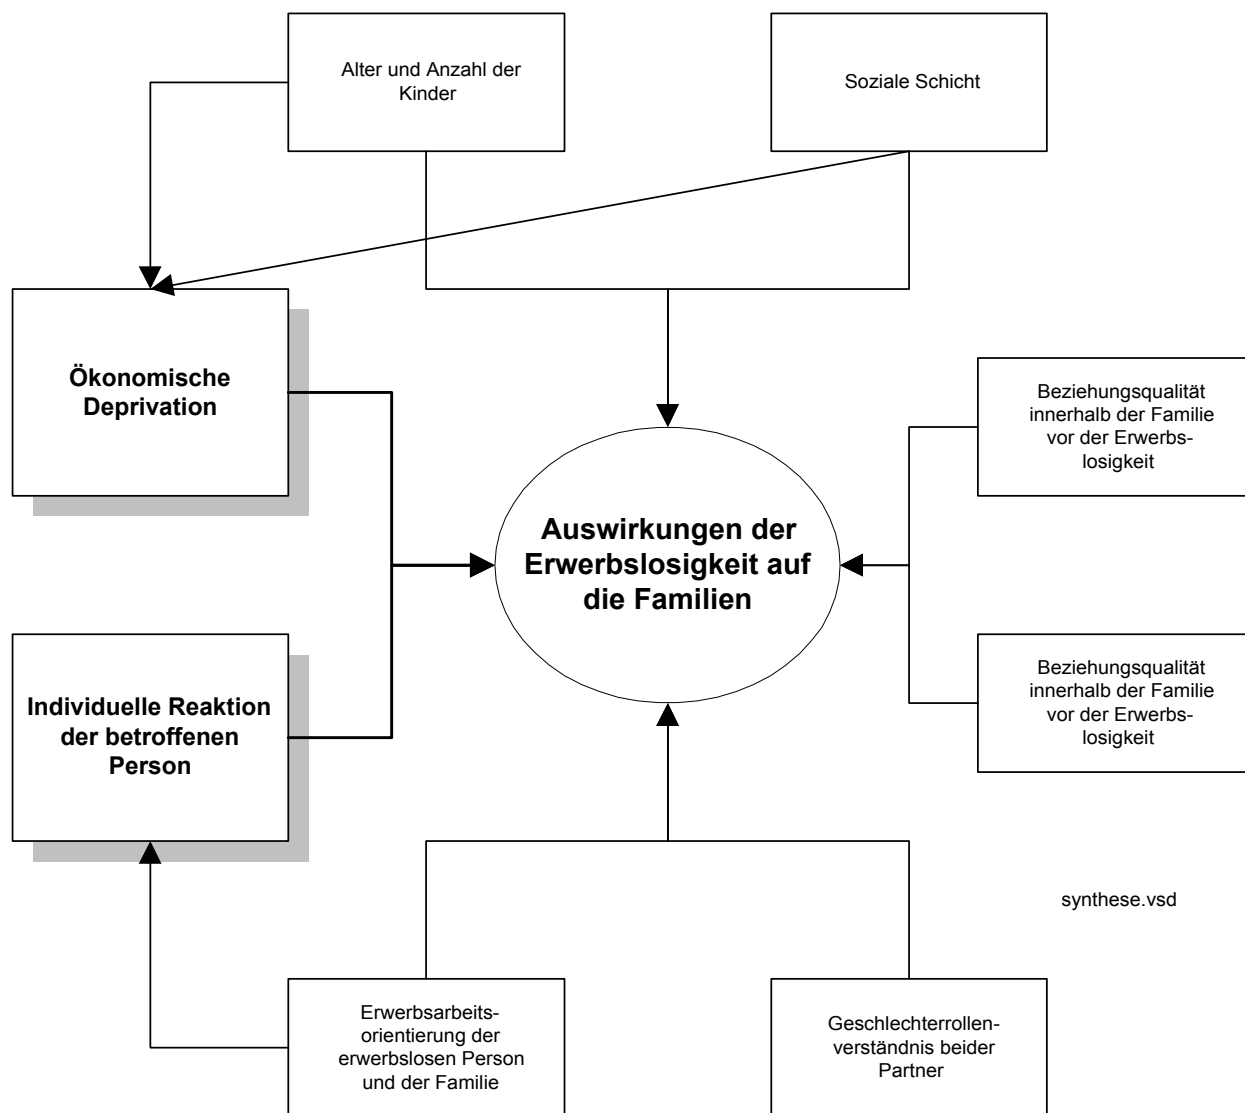 Alter und Anzahl der
Kinder
Soziale Schicht
Ökonomische
Deprivation
Beziehungsqualität
innerhalb der Familie
vor der Erwerbs-
losigkeit
Auswirkungen der
Erwerbslosigkeit auf
die Familien
Individuelle Reaktion
der betroffenen
Person
Beziehungsqualität
innerhalb der Familie
vor der Erwerbs-
losigkeit
synthese.vsd
Erwerbsarbeits-
orientierung der
erwerbslosen Person
und der Familie
Geschlechterrollen-
verständnis beider
Partner